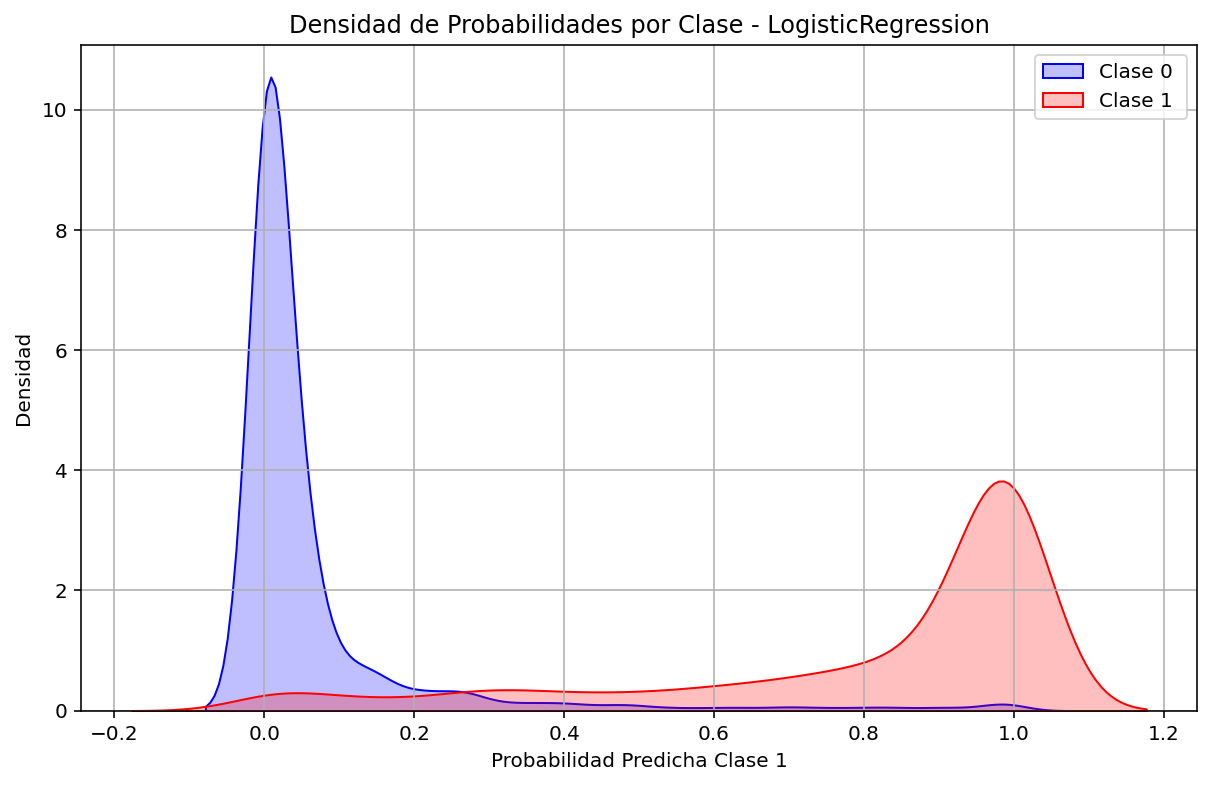 Densidad de Probabilidades por Clase - LogisticRegression
Clase 0
Clase 1
Densidad
10
8
6
4
2
0
−0.2 0.0 0.2 0.4 0.6 0.8 1.0 1.2
Probabilidad Predicha Clase 1